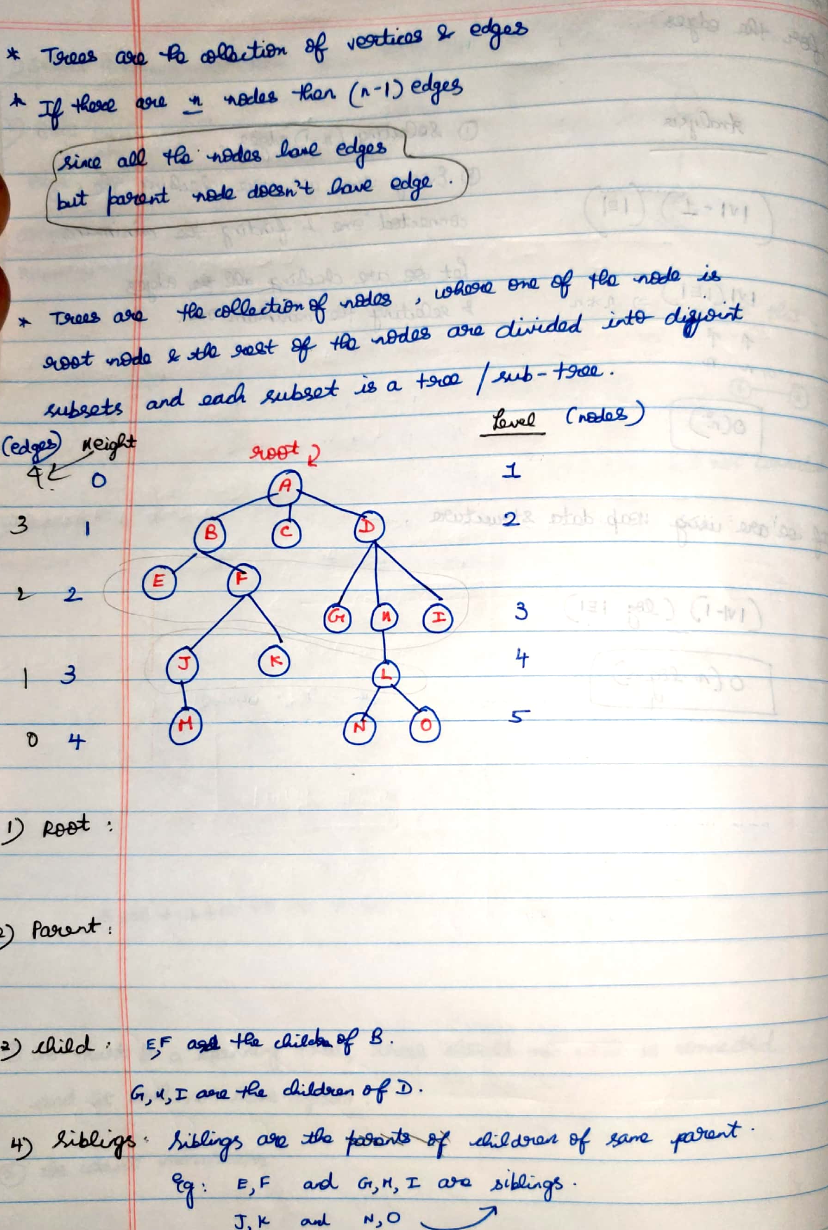 * Trees are the collection of vertices & edges
* If there are n nodes than (n-1) edges
since all the nodes have edges
but parent node doesn't have edge.
* Trees are the collection of nodes, where one of the node is
root node & the rest of the nodes are divided into disjoint
subsets and each subset is a tree / sub-tree.
(edges) Height root Level (nodes)
4 0 A 1
3 1 B C D 2
2 2 E F G H I 3
1 3 J K L 4
0 4 M N O 5
1) Root :
2) Parent :
3) child : E,F are the children of B.
G, H, I are the children of D.
4) Siblings : Siblings are the parents of children of same parent.
Eg: E,F and G,H,I are siblings.
J,K and N,O